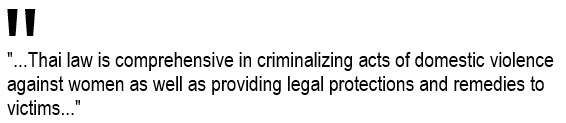 "
"...Thai law is comprehensive in criminalizing acts of domestic violence
against women as well as providing legal protections and remedies to
victims..."